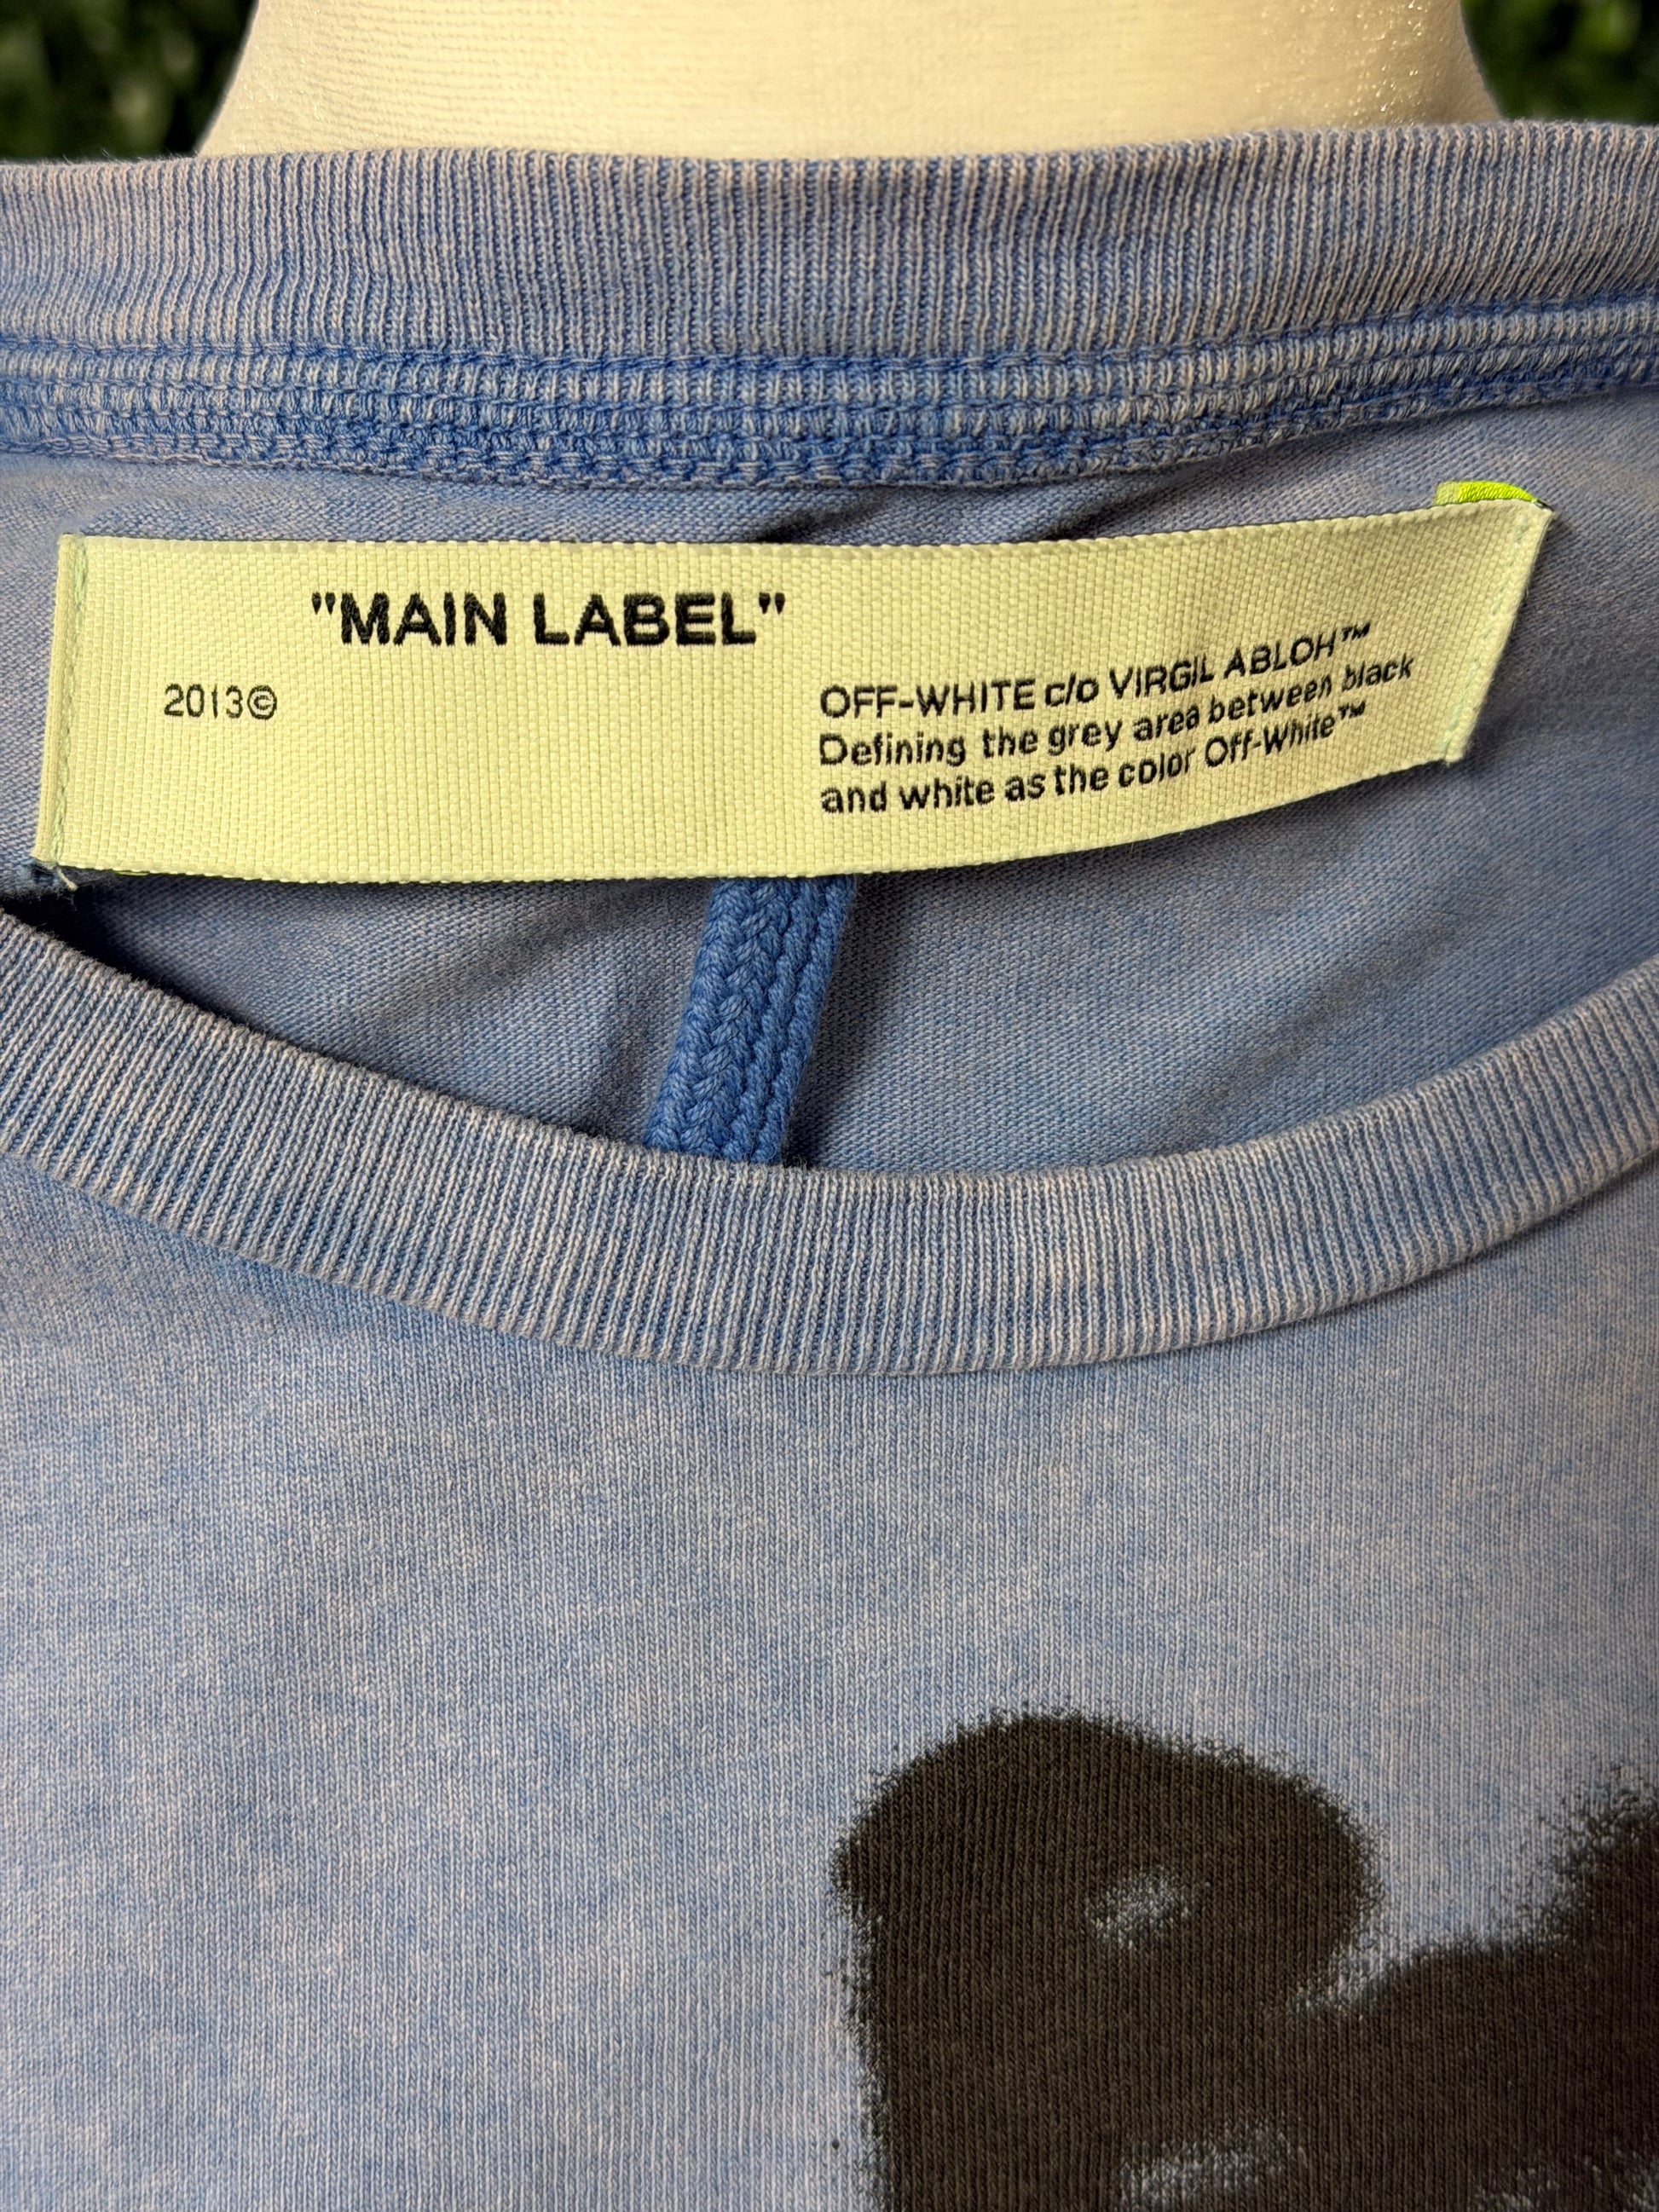 "MAIN LABEL"
2013©
OFF-WHITE c/o VIRGIL ABLOH™
Defining the grey area between black
and white as the color Off-White™